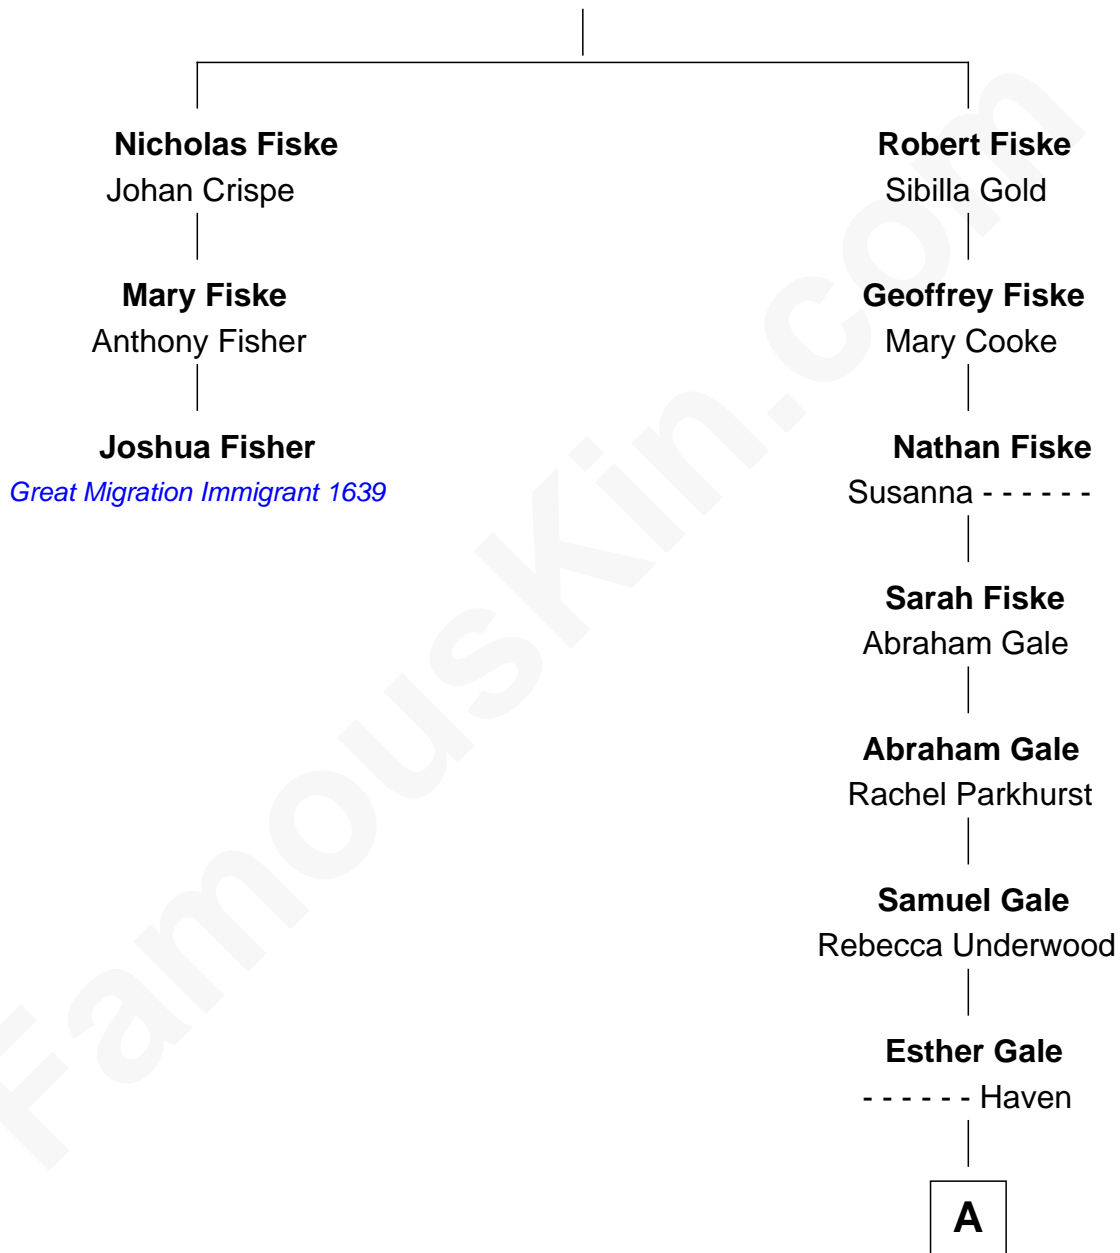 Nicholas Fiske
Johan Crispe
Mary Fiske
Anthony Fisher
Joshua Fisher
Great Migration Immigrant 1639
Robert Fiske
Sibilla Gold
Geoffrey Fiske
Mary Cooke
Nathan Fiske
Susanna - - - - - -
Sarah Fiske
Abraham Gale
Abraham Gale
Rachel Parkhurst
Samuel Gale
Rebecca Underwood
Esther Gale
- - - - - - Haven
A
FamousKin.com